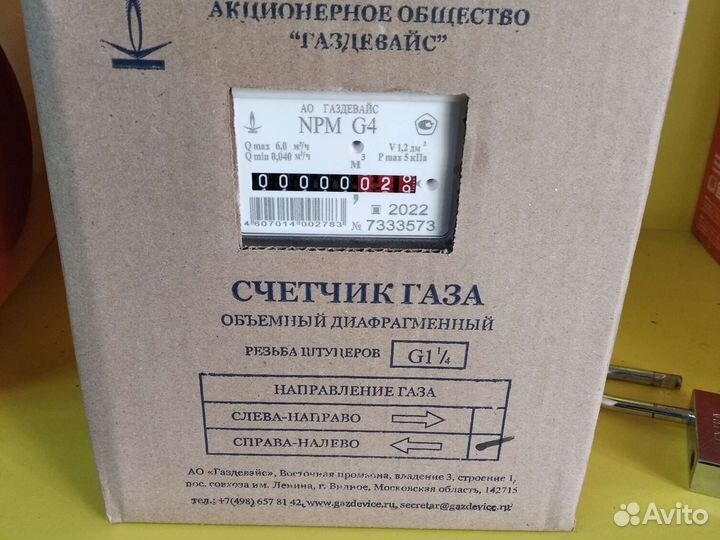 АКЦИОНЕРНОЕ ОБЩЕСТВО
"ГАЗДЕВАЙС"
АО ГАЗДЕВАЙС
NPM G4
Q max 6,0 м³/ч
V 1,2 дм³
Q min 0,040 м³/ч
P max 5 кПа
м³
00000 02
2022
4607014002783
№ 7333573
СЧЕТЧИК ГАЗА
ОБЪЕМНЫЙ ДИАФРАГМЕННЫЙ
РЕЗЬБА ШТУЦЕРОВ G1¼
НАПРАВЛЕНИЕ ГАЗА
СЛЕВА-НАПРАВО
СПРАВА-НАЛЕВО
АО «Газдевайс», Восточная промзона, владение 3, строение 1,
пос. совхоза им. Ленина, г. Видное, Московская область, 142715
тел.: +7(498) 657 81 42, www.gazdevice.ru, secretar@gazdevice.ru
Avito